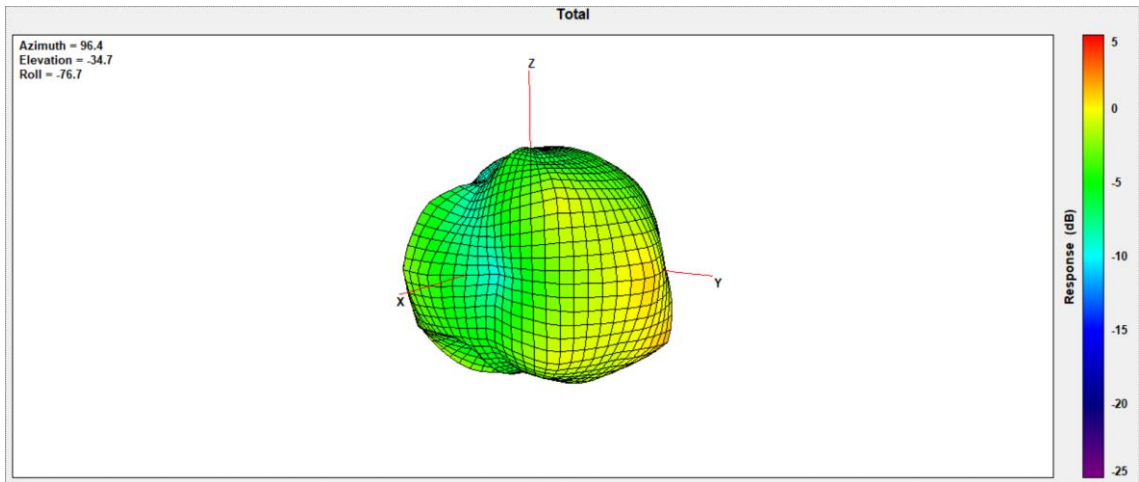 Total
Azimuth = 96.4
Elevation = -34.7
Roll = -76.7
Z
Y
X
5
0
-5
-10
-15
-20
-25
Response (dB)